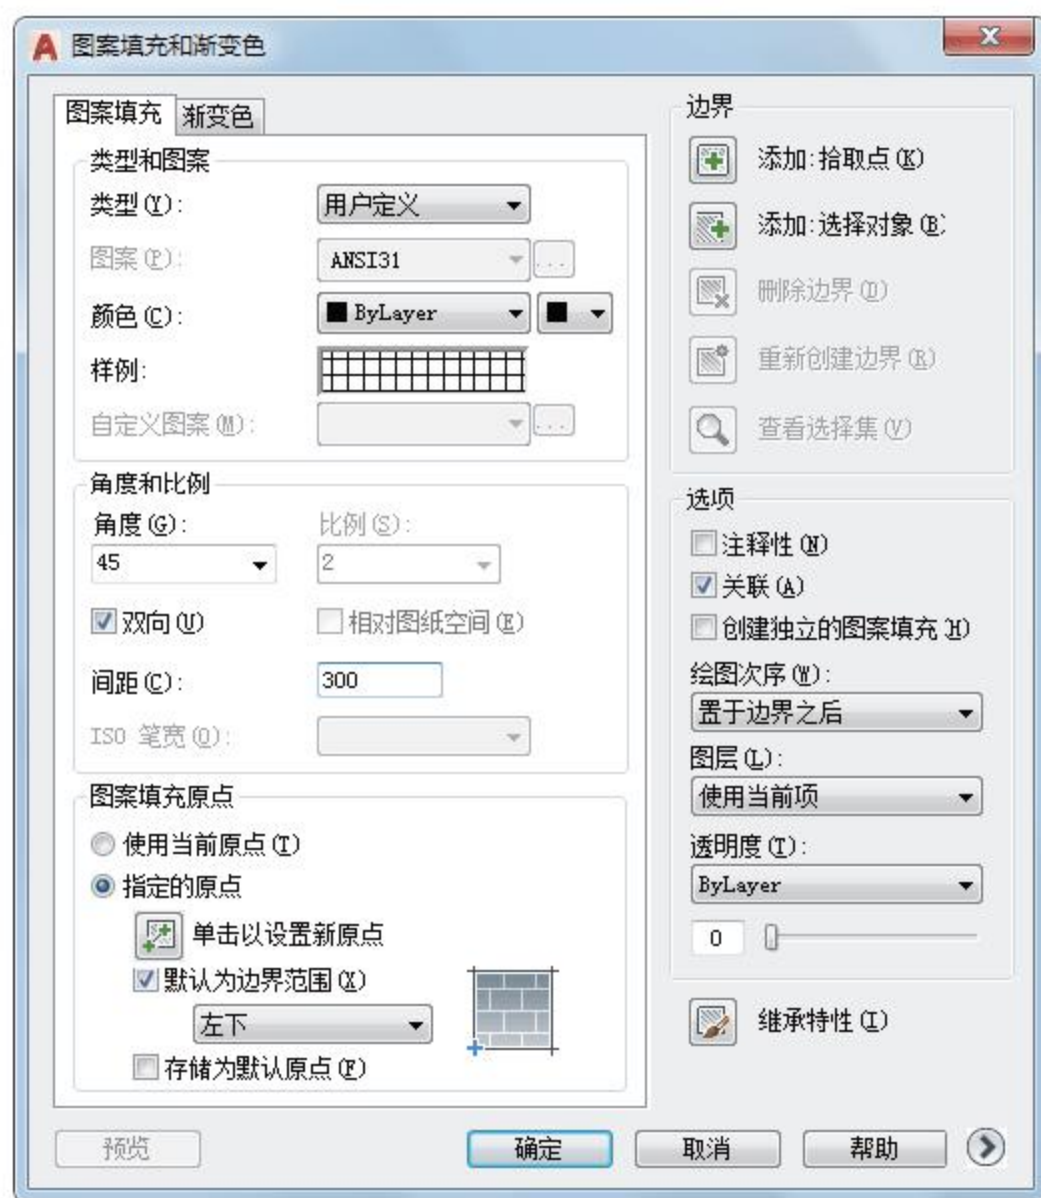 图案填充和渐变色
图案填充 渐变色
类型和图案
类型(Y): 用户定义
图案(P): ANSI31 ...
颜色(C): ByLayer
样例:
自定义图案(M): ...
角度和比例
角度(G): 比例(S):
45 2
双向(U) 相对图纸空间(E)
间距(C): 300
ISO 笔宽(O):
图案填充原点
使用当前原点(T)
指定的原点
单击以设置新原点
默认为边界范围(X)
左下
存储为默认原点(F)
边界
添加:拾取点(K)
添加:选择对象(B)
删除边界(D)
重新创建边界(R)
查看选择集(V)
选项
注释性(N)
关联(A)
创建独立的图案填充(H)
绘图次序(W):
置于边界之后
图层(L):
使用当前项
透明度(T):
ByLayer
0
继承特性(I)
预览 确定 取消 帮助